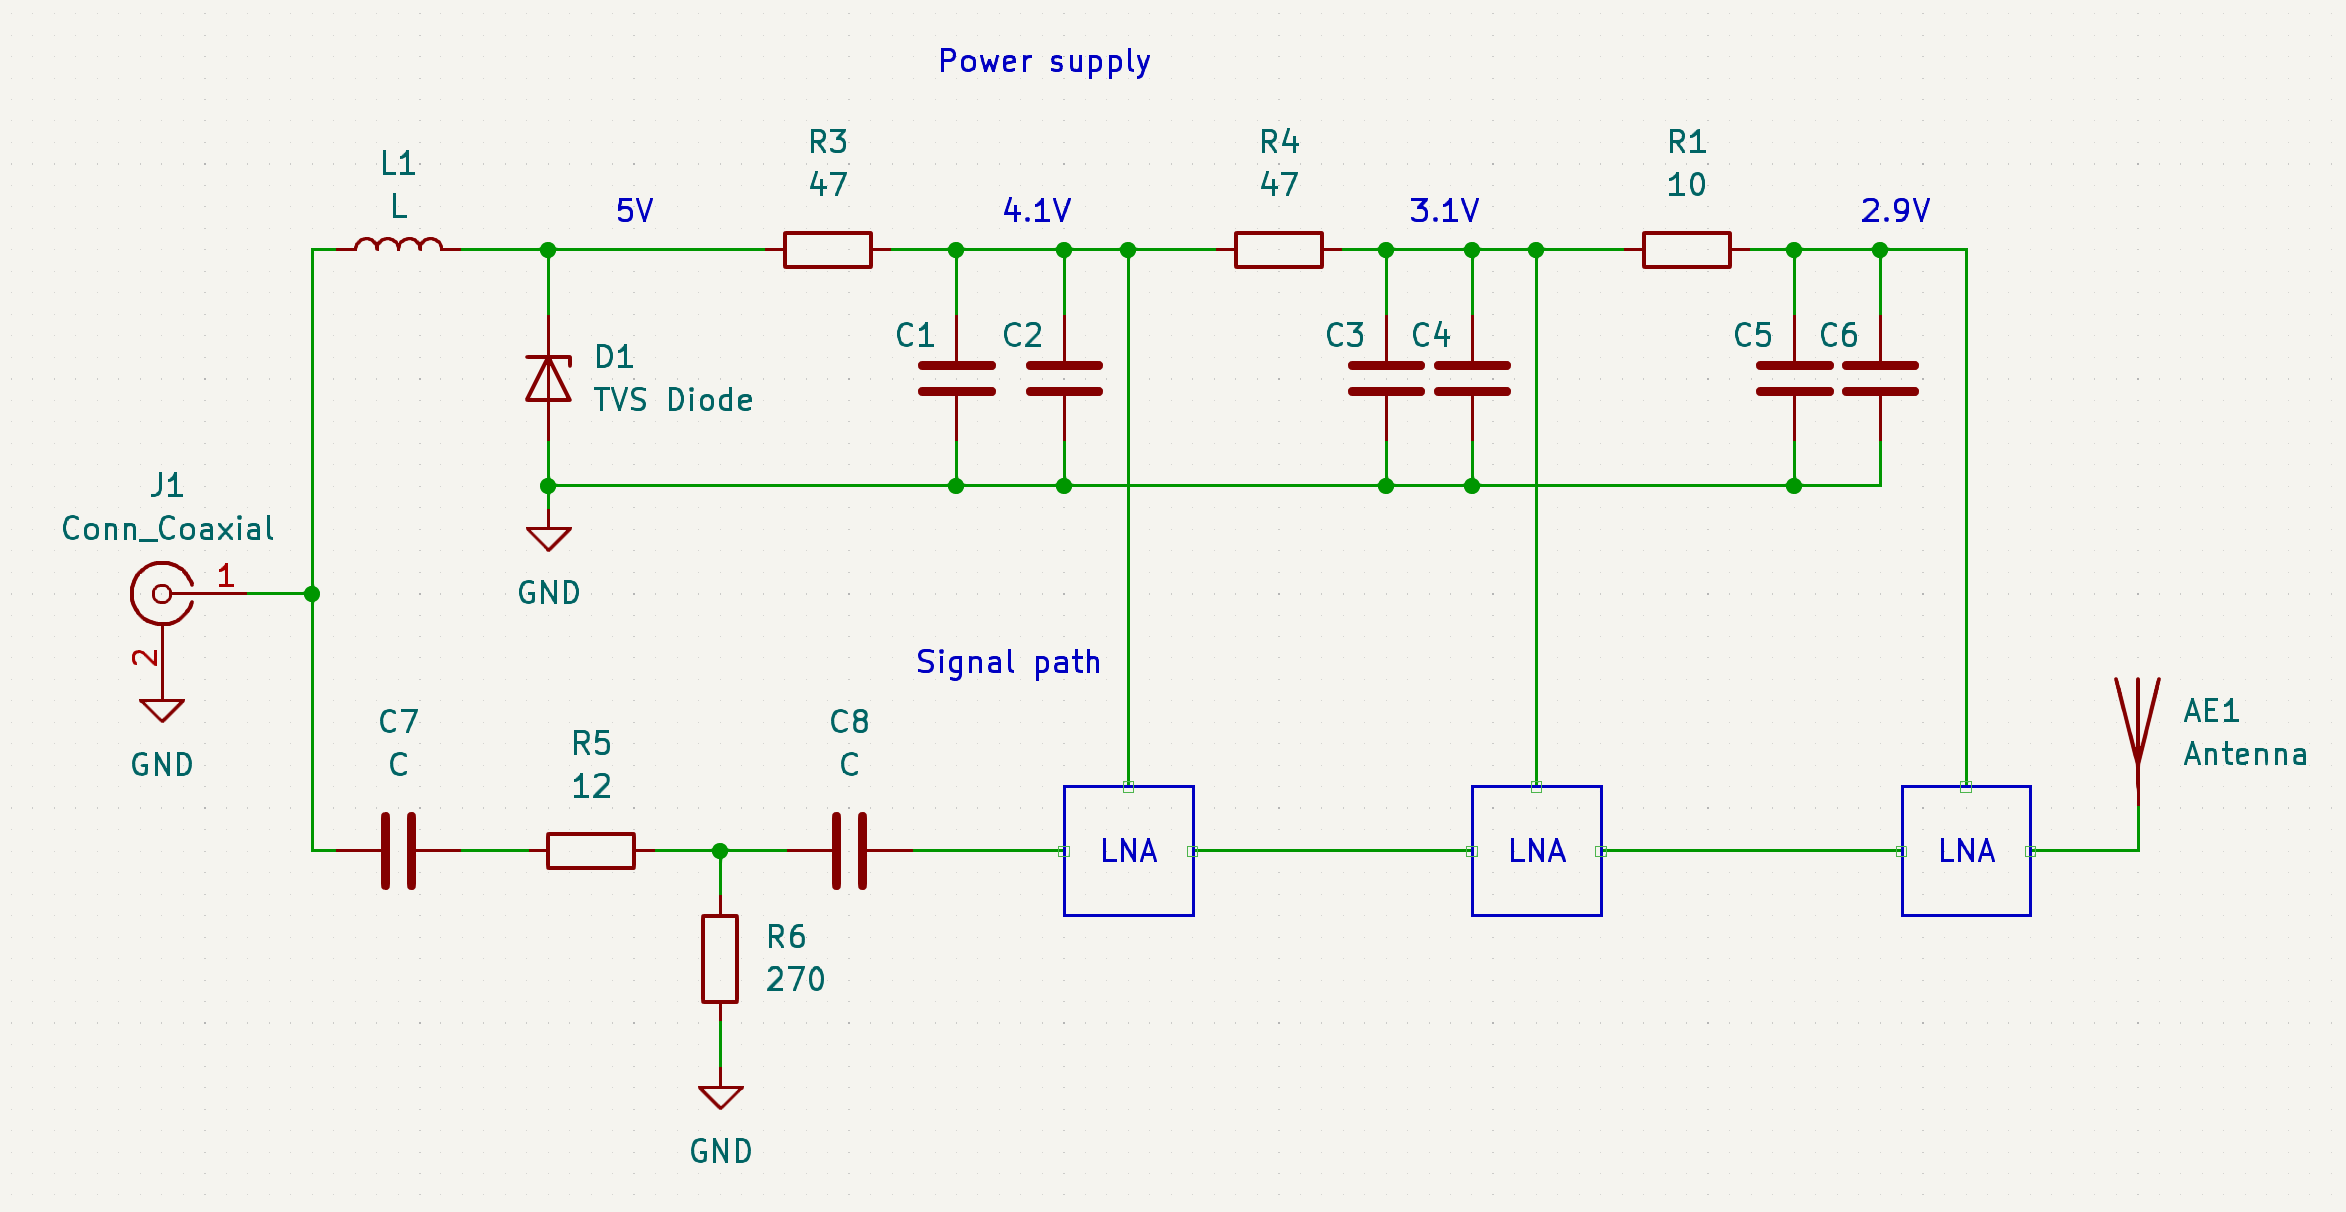 Power supply
R3
47
R4
47
R1
10
L1
L
5V
4.1V
3.1V
2.9V
C1
C2
C3
C4
C5
C6
D1
TVS Diode
J1
Conn_Coaxial
1
2
GND
GND
Signal path
C7
C
R5
12
C8
C
AE1
Antenna
LNA
LNA
LNA
R6
270
GND